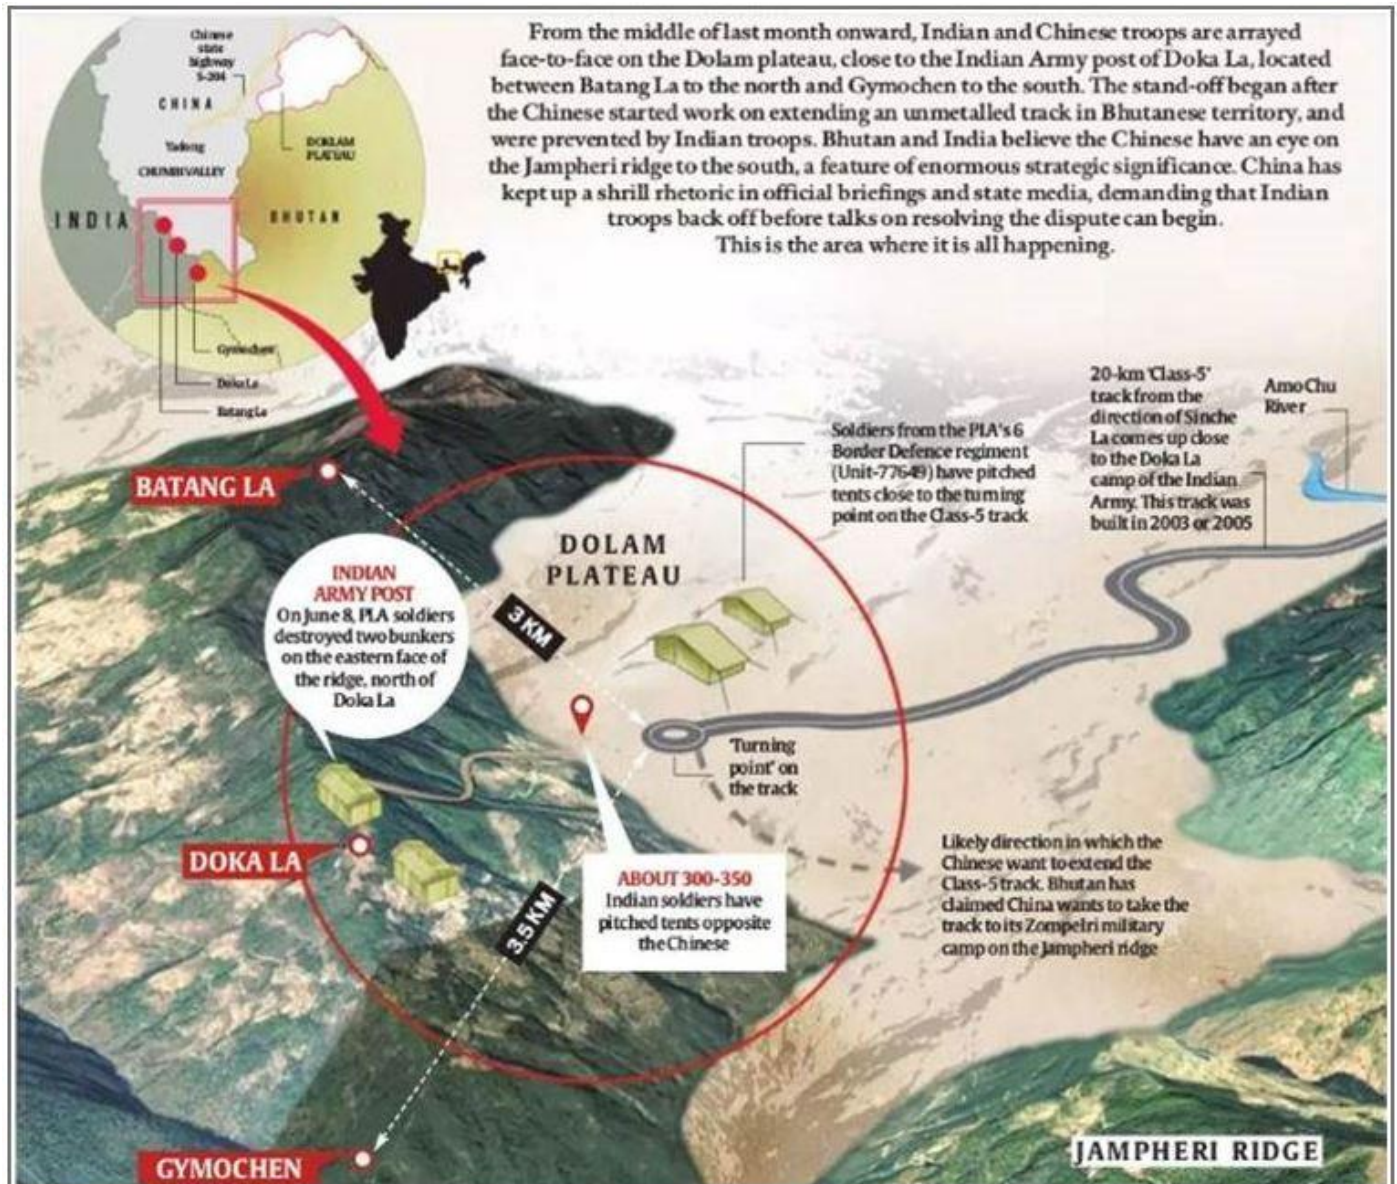 From the middle of last month onward, Indian and Chinese troops are arrayed
face-to-face on the Dolam plateau, close to the Indian Army post of Doka La, located
between Batang La to the north and Gymochen to the south. The stand-off began after
the Chinese started work on extending an unmetalled track in Bhutanese territory, and
were prevented by Indian troops. Bhutan and India believe the Chinese have an eye on
the Jampheri ridge to the south, a feature of enormous strategic significance. China has
kept up a shrill rhetoric in official briefings and state media, demanding that Indian
troops back off before talks on resolving the dispute can begin.
This is the area where it is all happening.
Chinese
state
highway
S-204
CHINA
Yadong
CHUMBI VALLEY
DOKLAM
PLATEAU
INDIA
BHUTAN
Gymochen
Doka La
Batang La
20-km 'Class-5'
track from the
direction of Sinche
La comes up close
to the Doka La
camp of the Indian
Army. This track was
built in 2003 or 2005
Amo Chu
River
Soldiers from the PLA's 6
Border Defence regiment
(Unit-77649) have pitched
tents close to the turning
point on the Class-5 track
BATANG LA
DOLAM
PLATEAU
INDIAN
ARMY POST
On June 8, PLA soldiers
destroyed two bunkers
on the eastern face of
the ridge, north of
Doka La
3 KM
'Turning
point' on
the track
DOKA LA
ABOUT 300-350
Indian soldiers have
pitched tents opposite
the Chinese
3.5 KM
Likely direction in which the
Chinese want to extend the
Class-5 track. Bhutan has
claimed China wants to take the
track to its Zompelri military
camp on the Jampheri ridge
GYMOCHEN
JAMPHERI RIDGE